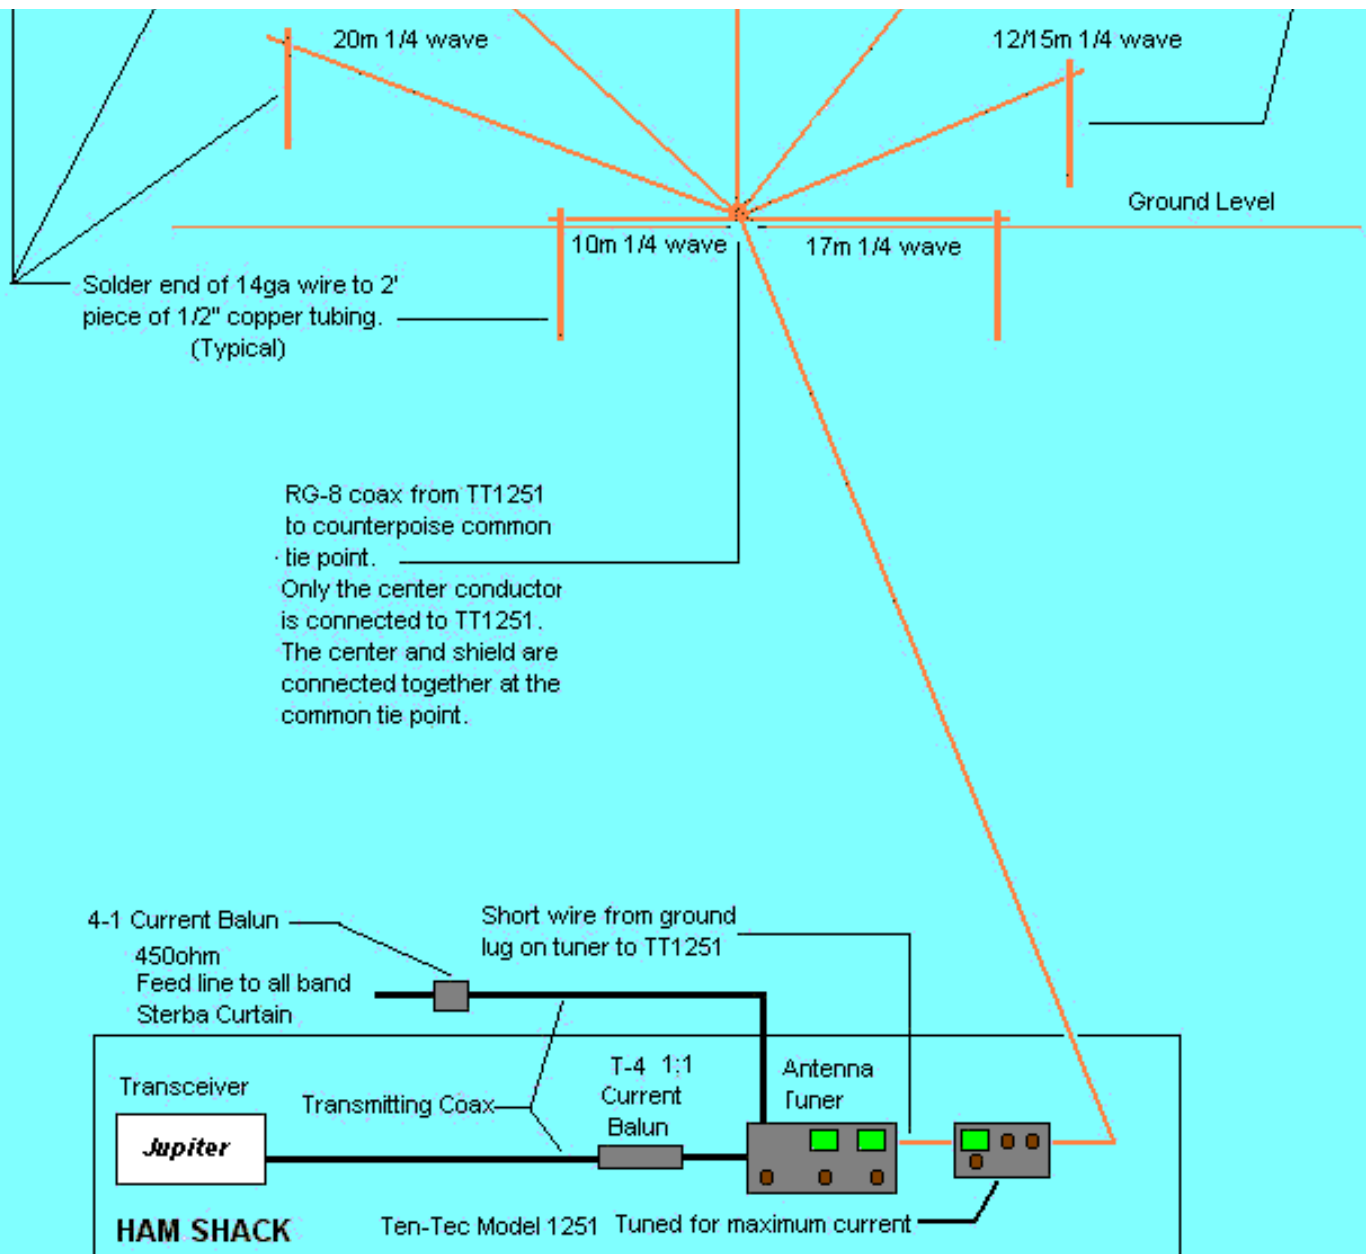 20m 1/4 wave
12/15m 1/4 wave
Ground Level
10m 1/4 wave
17m 1/4 wave
Solder end of 14ga wire to 2'
piece of 1/2" copper tubing.
(Typical)
RG-8 coax from TT1251
to counterpoise common
tie point.
Only the center conductor
is connected to TT1251.
The center and shield are
connected together at the
common tie point.
4-1 Current Balun
450ohm
Feed line to all band
Sterba Curtain
Short wire from ground
lug on tuner to TT1251
Transceiver
Jupiter
Transmitting Coax
T-4 1:1
Current
Balun
Antenna
Tuner
HAM SHACK
Ten-Tec Model 1251 Tuned for maximum current